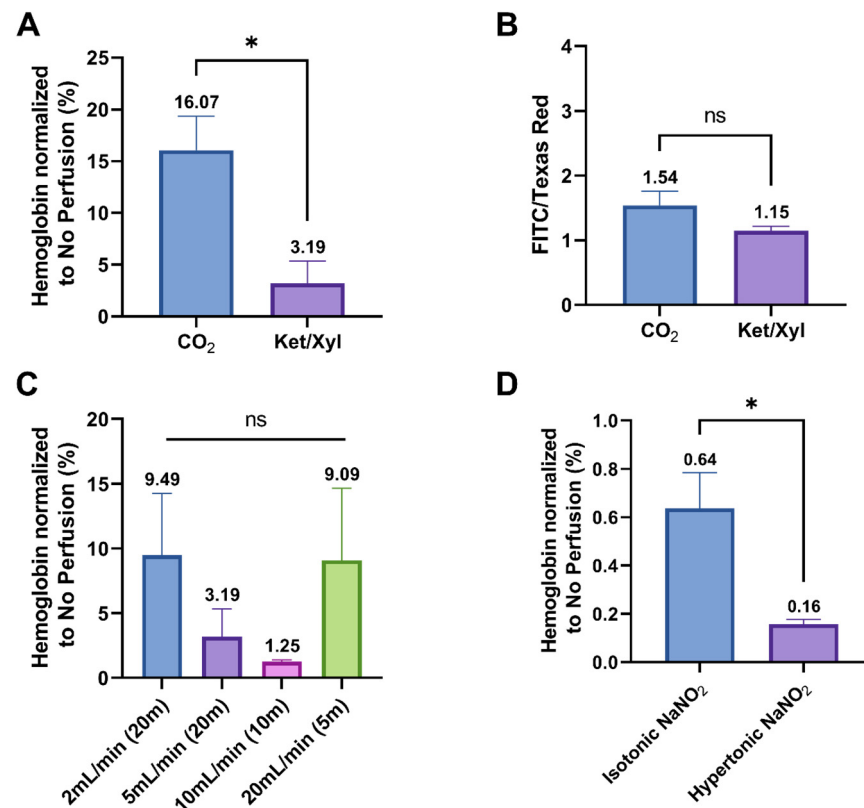 A
Hemoglobin normalized
to No Perfusion (%)
25
20
15
10
5
0
*
16.07
3.19
CO₂
Ket/Xyl
B
FITC/Texas Red
4
3
2
1
0
ns
1.54
1.15
CO₂
Ket/Xyl
C
Hemoglobin normalized
to No Perfusion (%)
20
15
10
5
0
ns
9.49
3.19
1.25
9.09
2mL/min (20m)
5mL/min (20m)
10mL/min (10m)
20mL/min (5m)
D
Hemoglobin normalized
to No Perfusion (%)
1.0
0.8
0.6
0.4
0.2
0.0
*
0.64
0.16
Isotonic NaNO₂
Hypertonic NaNO₂